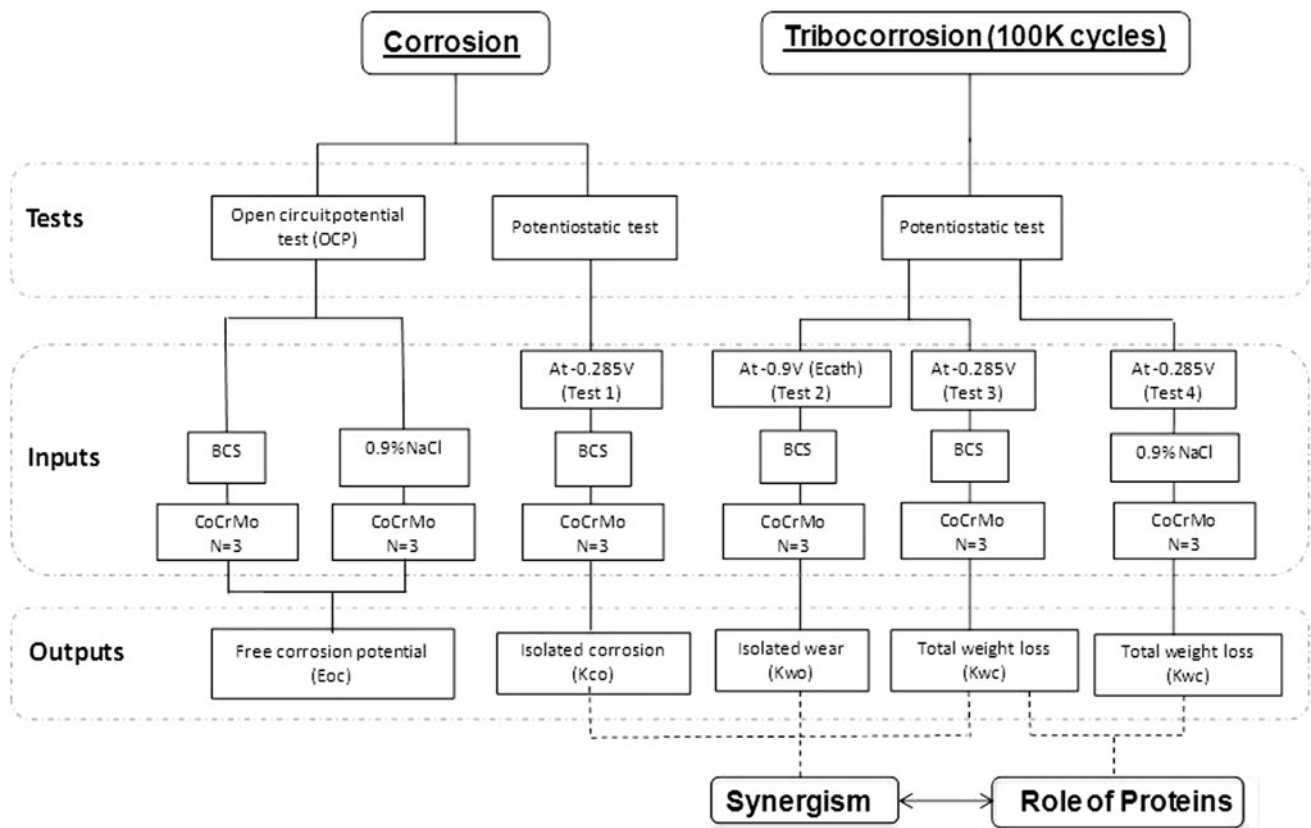 Corrosion
Tribocorrosion (100K cycles)
Tests
Open circuitpotential
test (OCP)
Potentiostatic test
Potentiostatic test
Inputs
At -0.285V
(Test 1)
At -0.9V (Ecath)
(Test 2)
At -0.285V
(Test 3)
At -0.285V
(Test 4)
BCS
0.9%NaCl
BCS
BCS
BCS
0.9% NaCl
CoCrMo
N=3
CoCrMo
N=3
CoCrMo
N=3
CoCrMo
N=3
CoCrMo
N=3
CoCrMo
N=3
Outputs
Free corrosion potential
(Eoc)
Isolated corrosion
(Kco)
Isolated wear
(Kwo)
Total weight loss
(Kwc)
Total weight loss
(Kwc)
Synergism
Role of Proteins